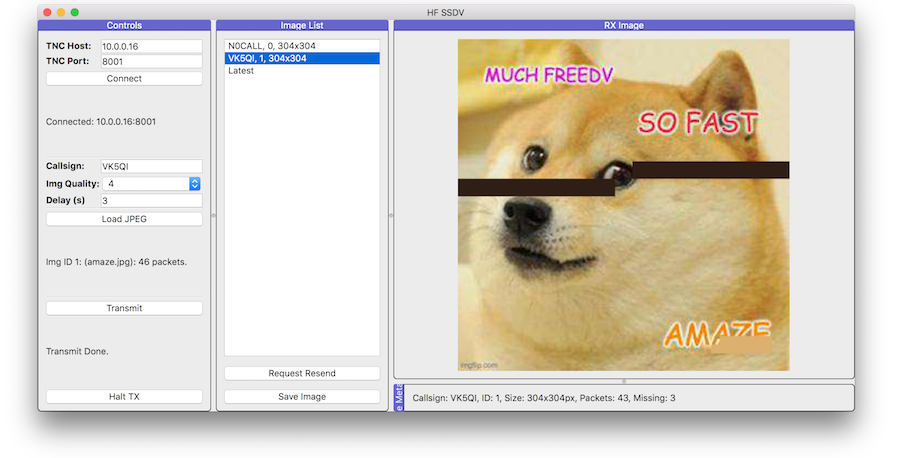 HF SSDV
Controls
TNC Host: 10.0.0.16
TNC Port: 8001
Connect
Connected: 10.0.0.16:8001
Callsign: VK5QI
Img Quality: 4
Delay (s) 3
Load JPEG
Img ID 1: (amaze.jpg): 46 packets.
Transmit
Transmit Done.
Halt TX
Image List
N0CALL, 0, 304x304
VK5QI, 1, 304x304
Latest
Request Resend
Save Image
RX Image
MUCH FREEDV
SO FAST
AMAZE
imgflip.com
e Meta
Callsign: VK5QI, ID: 1, Size: 304x304px, Packets: 43, Missing: 3